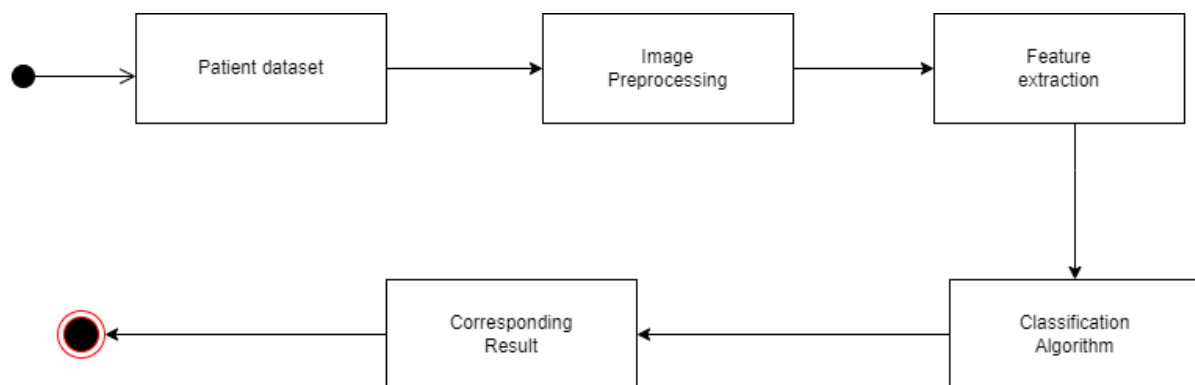 Patient dataset
Image
Preprocessing
Feature
extraction
Classification
Algorithm
Corresponding
Result